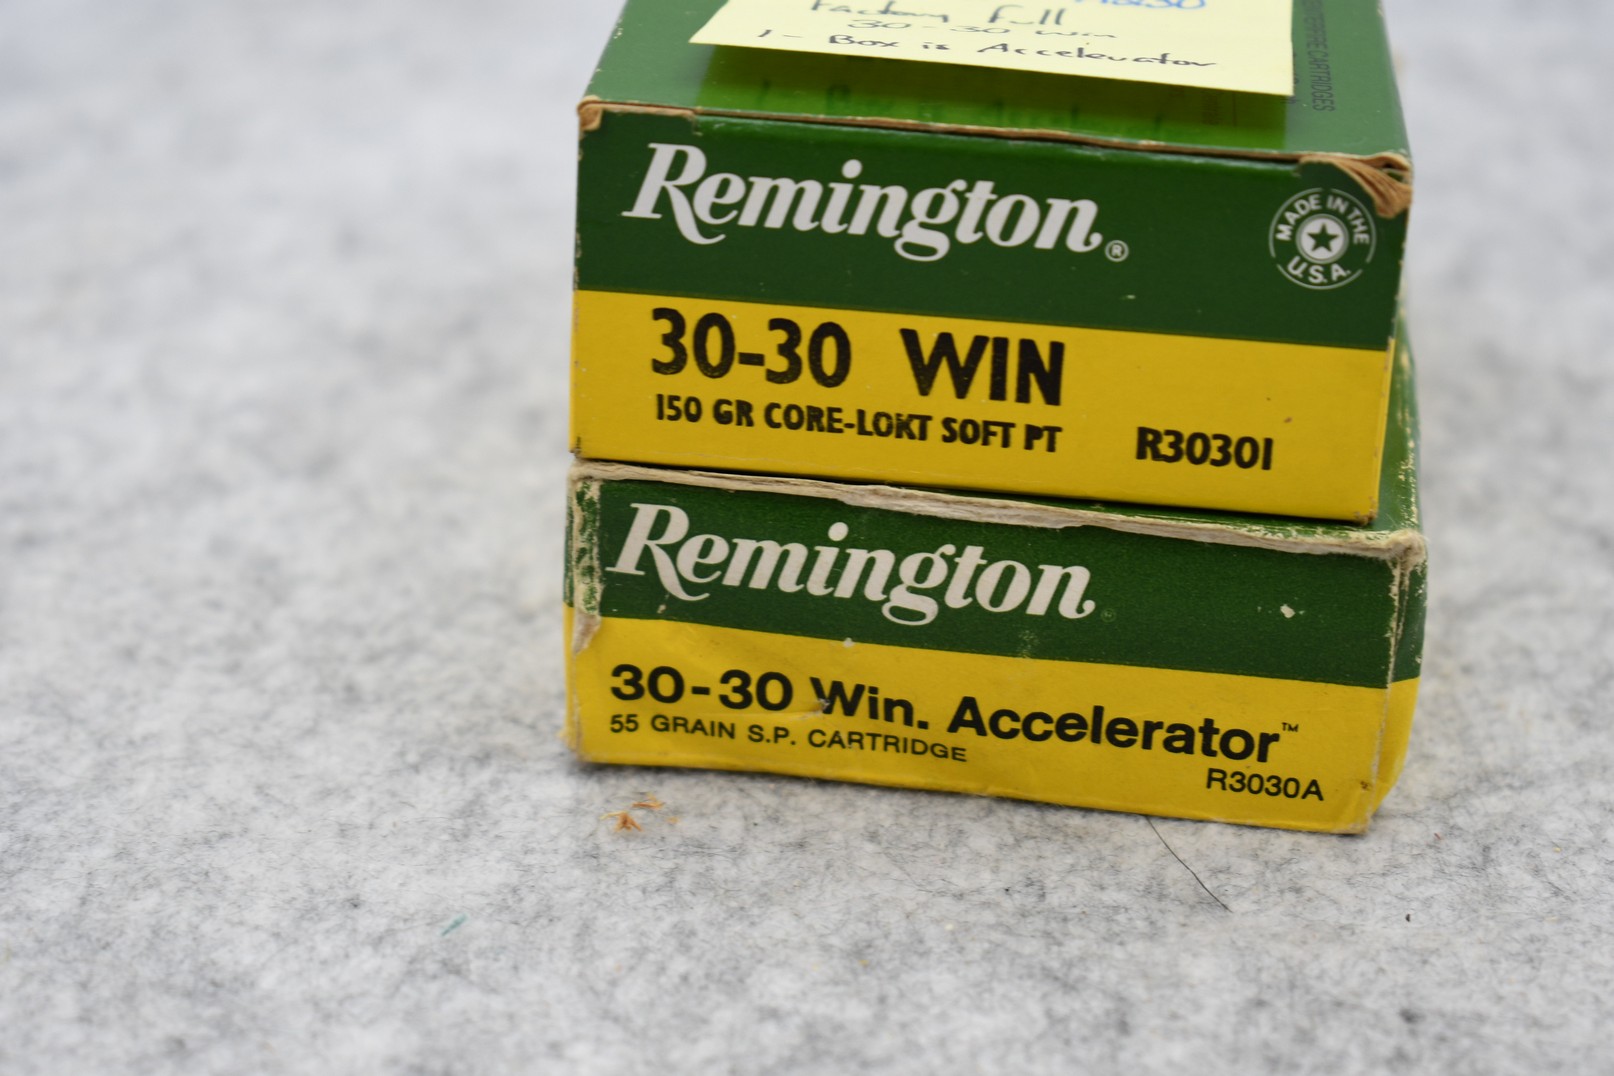 Factory full
30-30 win
1- Box is Accelerator
CARTRIDGES
Remington®
MADE IN THE
U.S.A.
30-30 WIN
150 GR CORE-LOKT SOFT PT R30301
Remington
30-30 Win. Accelerator™
55 GRAIN S.P. CARTRIDGE
R3030A